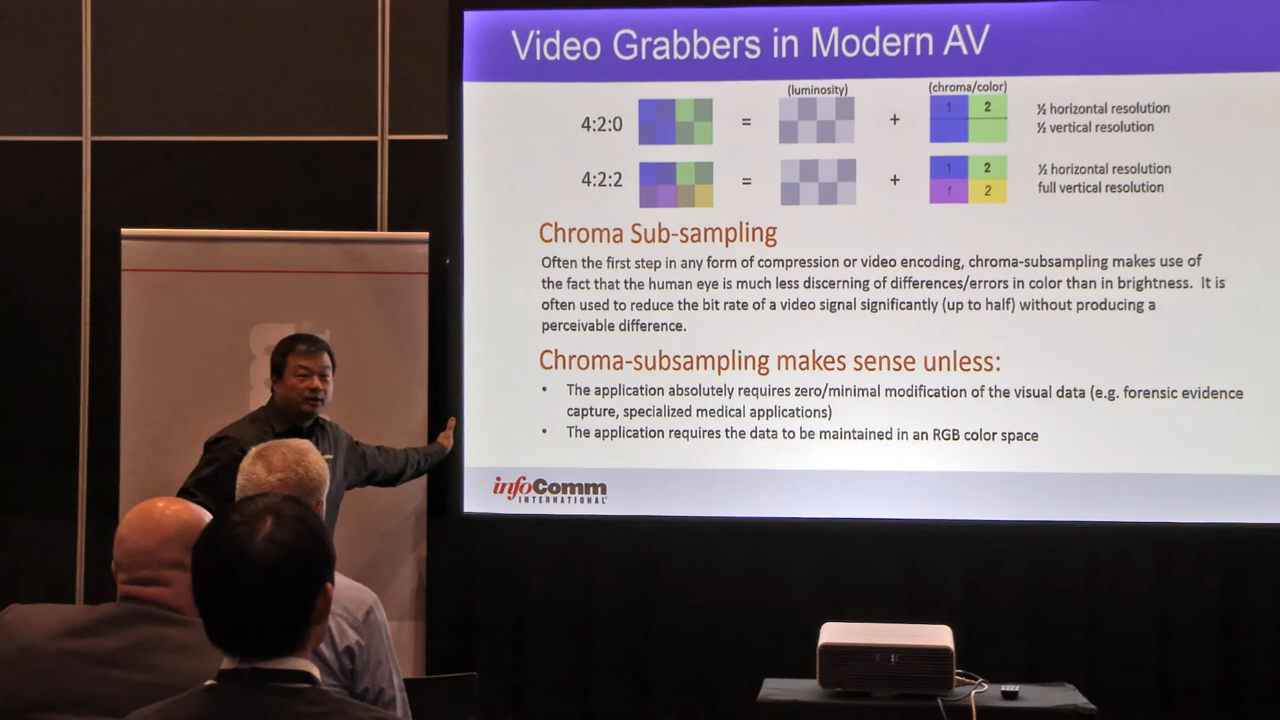 Video Grabbers in Modern AV
(luminosity)
(chroma/color)
4:2:0
=
+
1
2
½ horizontal resolution
½ vertical resolution
4:2:2
=
+
1
2
1
2
½ horizontal resolution
full vertical resolution
Chroma Sub-sampling
Often the first step in any form of compression or video encoding, chroma-subsampling makes use of
the fact that the human eye is much less discerning of differences/errors in color than in brightness. It is
often used to reduce the bit rate of a video signal significantly (up to half) without producing a
perceivable difference.
Chroma-subsampling makes sense unless:
• The application absolutely requires zero/minimal modification of the visual data (e.g. forensic evidence
capture, specialized medical applications)
• The application requires the data to be maintained in an RGB color space
infoComm
INTERNATIONAL